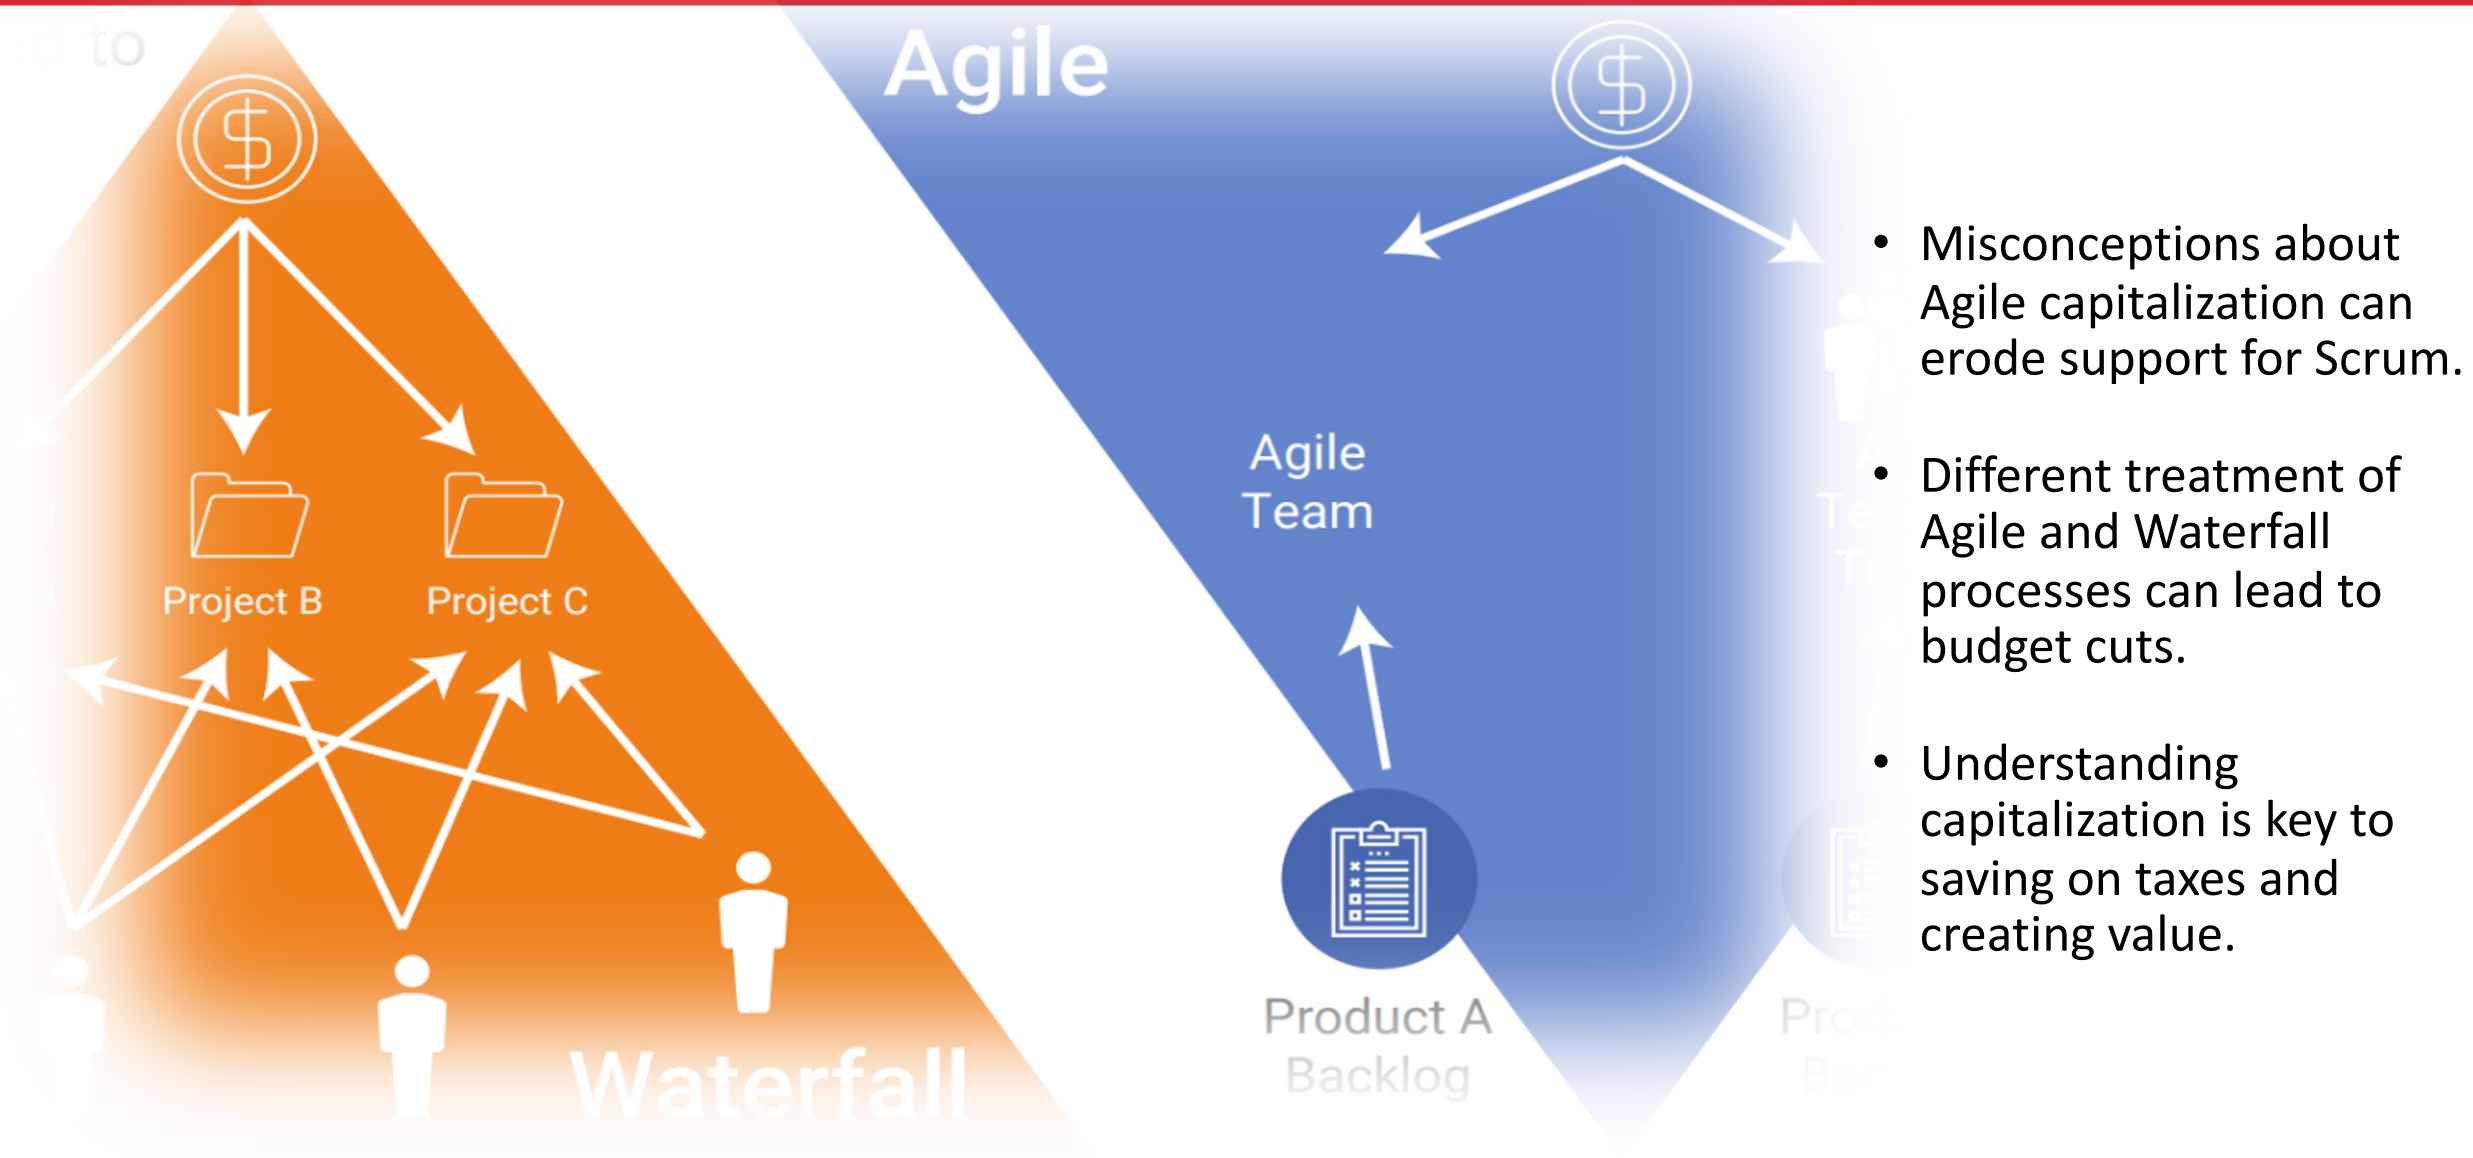 to
Agile
Agile
Team
Project B
Project C
Product A
Backlog
Waterfall
• Misconceptions about
Agile capitalization can
erode support for Scrum.
• Different treatment of
Agile and Waterfall
processes can lead to
budget cuts.
• Understanding
capitalization is key to
saving on taxes and
creating value.